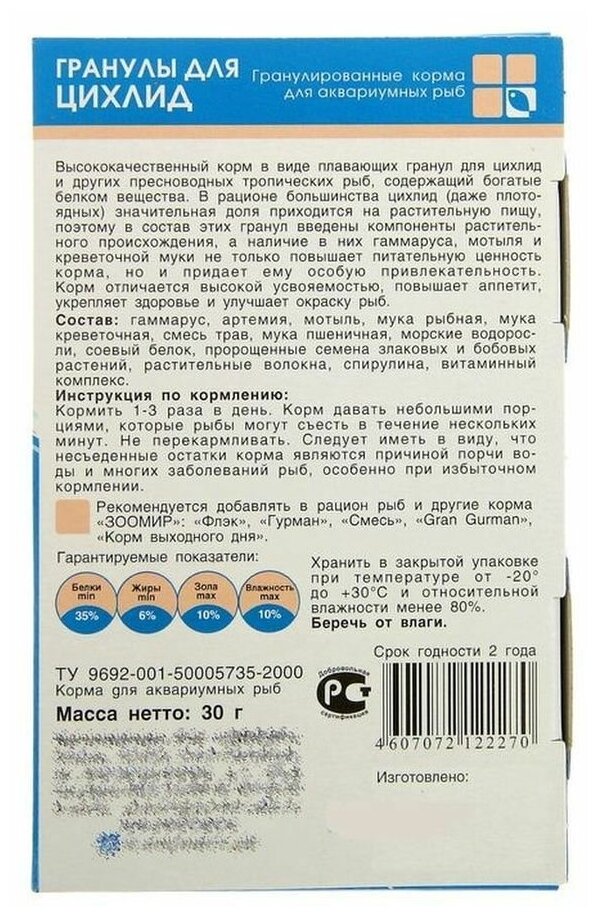 ГРАНУЛЫ ДЛЯ
ЦИХЛИД
Гранулированные корма
для аквариумных рыб
Высококачественный корм в виде плавающих гранул для цихлид
и других пресноводных тропических рыб, содержащий богатые
белком вещества. В рационе большинства цихлид (даже плото-
ядных) значительная доля приходится на растительную пищу,
поэтому в состав этих гранул введены компоненты раститель-
ного происхождения, а наличие в них гаммаруса, мотыля и
креветочной муки не только повышает питательную ценность
корма, но и придает ему особую привлекательность.
Корм отличается высокой усвояемостью, повышает аппетит,
укрепляет здоровье и улучшает окраску рыб.
Состав: гаммарус, артемия, мотыль, мука рыбная, мука
креветочная, смесь трав, мука пшеничная, морские водорос-
ли, соевый белок, пророщенные семена злаковых и бобовых
растений, растительные волокна, спирулина, витаминный
комплекс.
Инструкция по кормлению:
Кормить 1-3 раза в день. Корм давать небольшими пор-
циями, которые рыбы могут съесть в течение нескольких
минут. Не перекармливать. Следует иметь в виду, что
несъеденные остатки корма являются причиной порчи во-
ды и многих заболеваний рыб, особенно при избыточном
кормлении.
Рекомендуется добавлять в рацион рыб и другие корма
«ЗООМИР»: «Флэк», «Гурман», «Смесь», «Gran Gurman»,
«Корм выходного дня».
Гарантируемые показатели:
Белки min 35%
Жиры min 6%
Зола max 10%
Влажность max 10%
Хранить в закрытой упаковке
при температуре от -20°
до +30°С и относительной
влажности менее 80%.
Беречь от влаги.
Срок годности 2 года
ТУ 9692-001-50005735-2000
Корма для аквариумных рыб
Масса нетто: 30 г
Добровольная
РСТ
сертификация
4 607072 122270
Изготовлено: